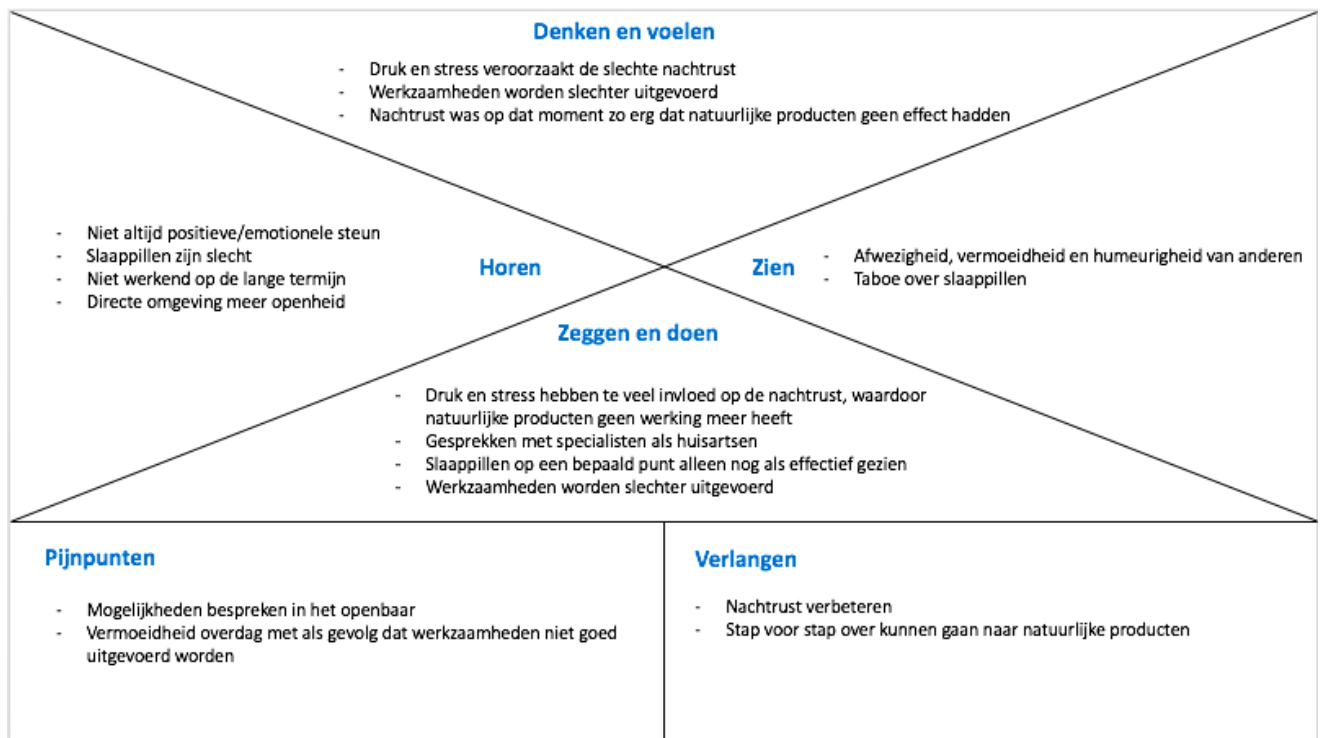 Denken en voelen
- Druk en stress veroorzaakt de slechte nachtrust
- Werkzaamheden worden slechter uitgevoerd
- Nachtrust was op dat moment zo erg dat natuurlijke producten geen effect hadden
Horen
- Niet altijd positieve/emotionele steun
- Slaappillen zijn slecht
- Niet werkend op de lange termijn
- Directe omgeving meer openheid
Zien
- Afwezigheid, vermoeidheid en humeurigheid van anderen
- Taboe over slaappillen
Zeggen en doen
- Druk en stress hebben te veel invloed op de nachtrust, waardoor
natuurlijke producten geen werking meer heeft
- Gesprekken met specialisten als huisartsen
- Slaappillen op een bepaald punt alleen nog als effectief gezien
- Werkzaamheden worden slechter uitgevoerd
Pijnpunten
- Mogelijkheden bespreken in het openbaar
- Vermoeidheid overdag met als gevolg dat werkzaamheden niet goed
uitgevoerd worden
Verlangen
- Nachtrust verbeteren
- Stap voor stap over kunnen gaan naar natuurlijke producten